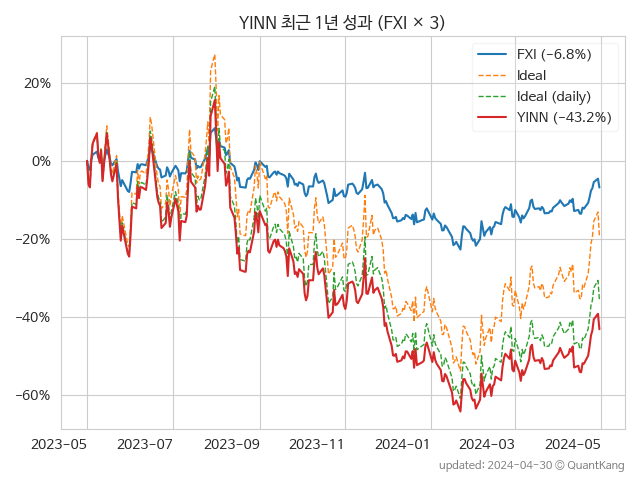 YINN 최근 1년 성과 (FXI × 3)
FXI (−6.8%)
Ideal
Ideal (daily)
YINN (−43.2%)
20%
0%
−20%
−40%
−60%
2023−05
2023−07
2023−09
2023−11
2024−01
2024−03
2024−05
updated: 2024−04−30 © QuantKang